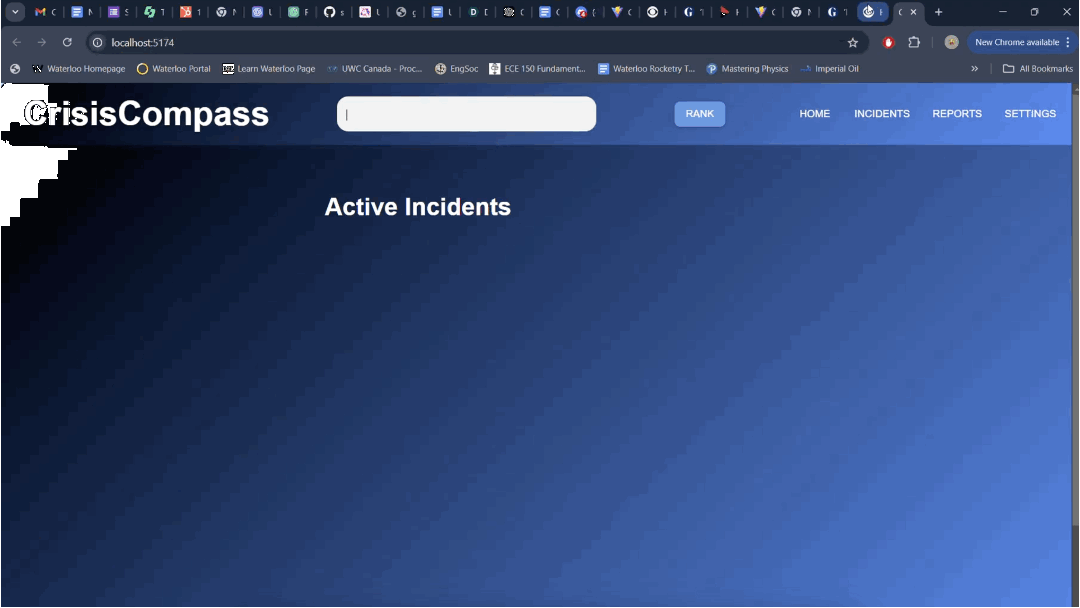 New Chrome available
localhost:5174
Waterloo Homepage Waterloo Portal Learn Waterloo Page UWC Canada - Proc... EngSoc ECE 150 Fundament... Waterloo Rocketry T... Mastering Physics Imperial Oil » All Bookmarks
CrisisCompass RANK HOME INCIDENTS REPORTS SETTINGS
Active Incidents